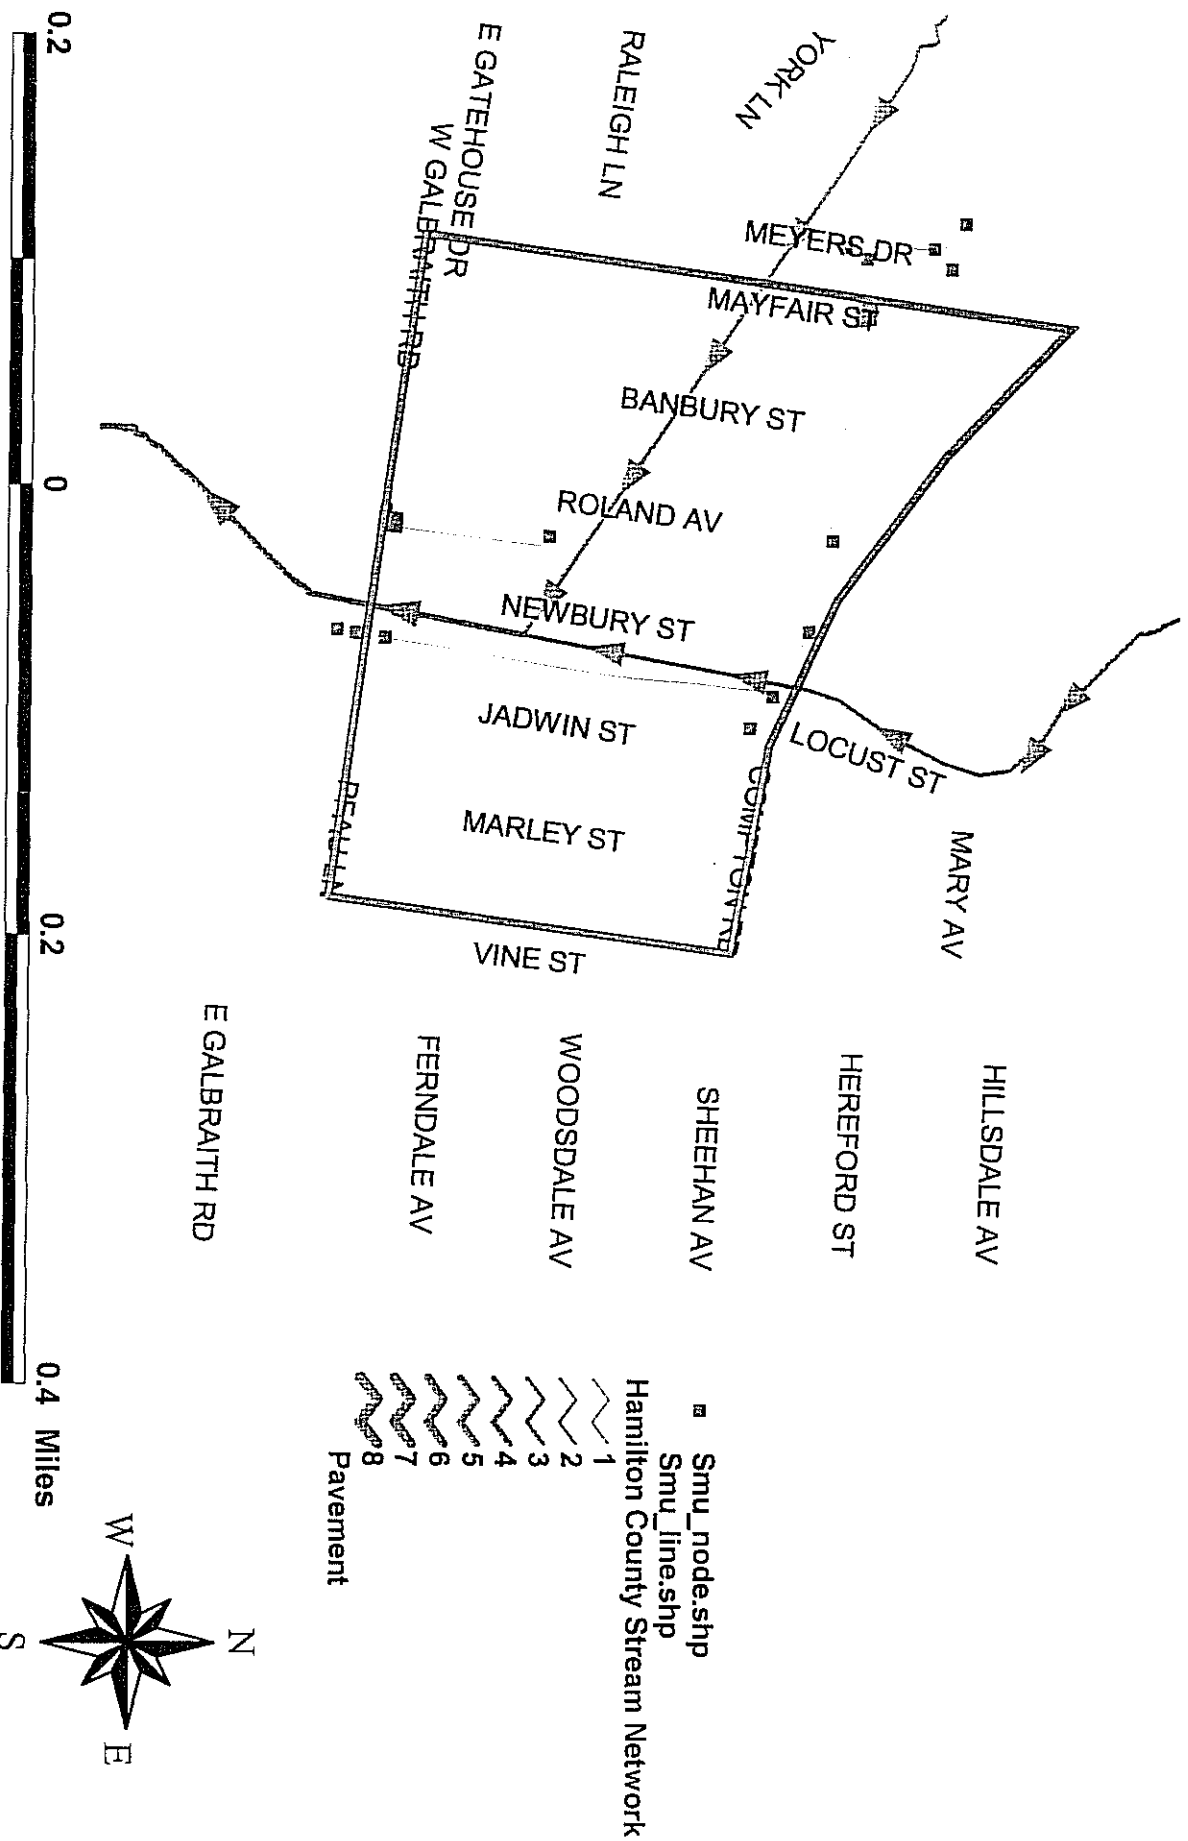 YORK LN
RALEIGH LN
E GATEHOUSE DR
W GALBRAITH RD
MEYERS DR
MAYFAIR ST
BANBURY ST
ROLAND AV
NEWBURY ST
JADWIN ST
LOCUST ST
MARLEY ST
COMPTON RD
VINE ST
MARY AV
HILLSDALE AV
HEREFORD ST
SHEEHAN AV
WOODSDALE AV
FERNDALE AV
E GALBRAITH RD
Smu_node.shp
Smu_line.shp
Hamilton County Stream Network
1
2
3
4
5
6
7
8
Pavement
0.2
0
0.2
0.4 Miles
N
W
E
S